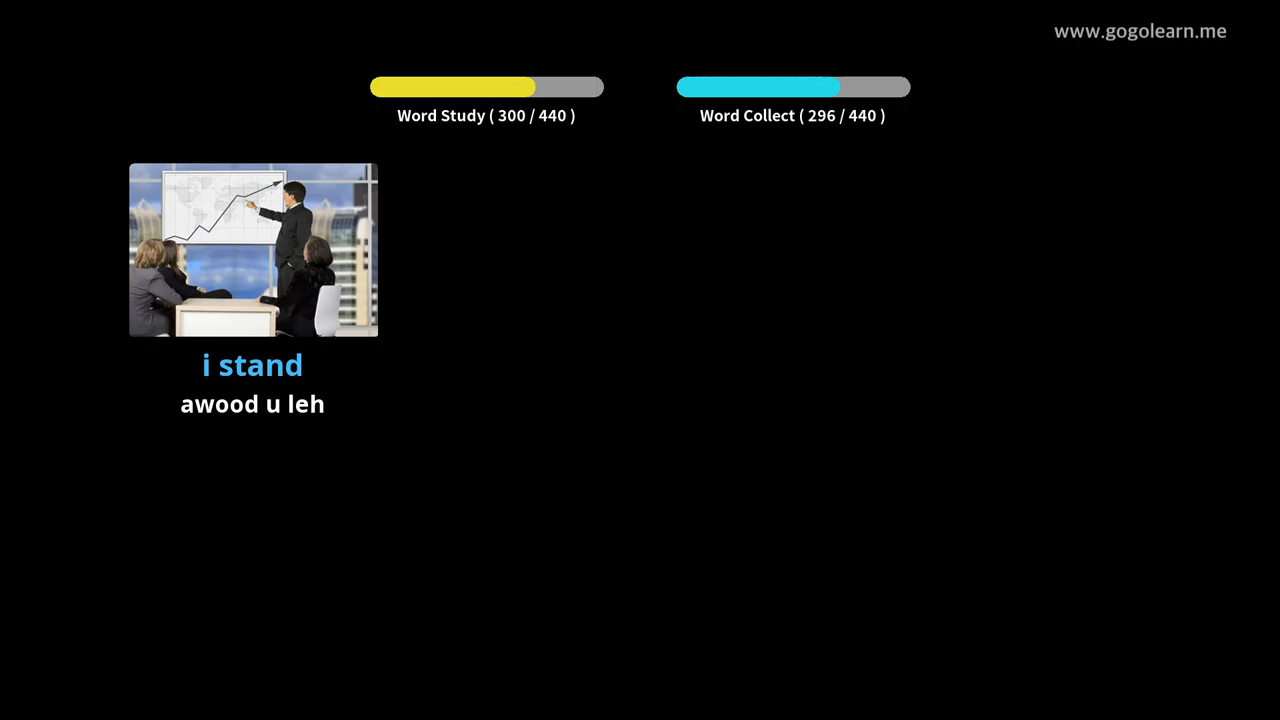 www.gogolearn.me
Word Study ( 300 / 440 )
Word Collect ( 296 / 440 )
i stand
awood u leh